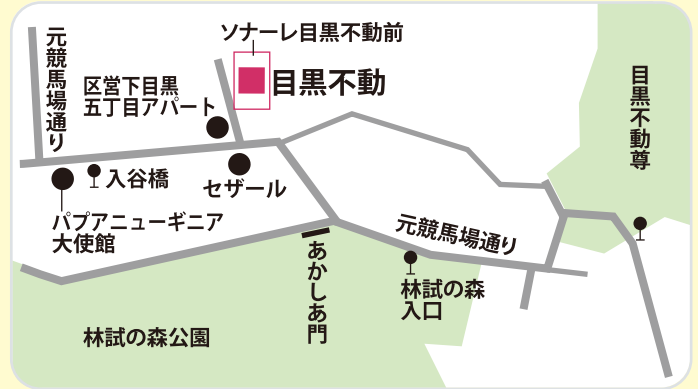 ソナーレ目黒不動前
目黒不動
元競馬場通り
区営下目黒
五丁目アパート
目黒不動尊
入谷橋
セザール
パプアニューギニア
大使館
元競馬場通り
あかしあ門
林試の森
入口
林試の森公園